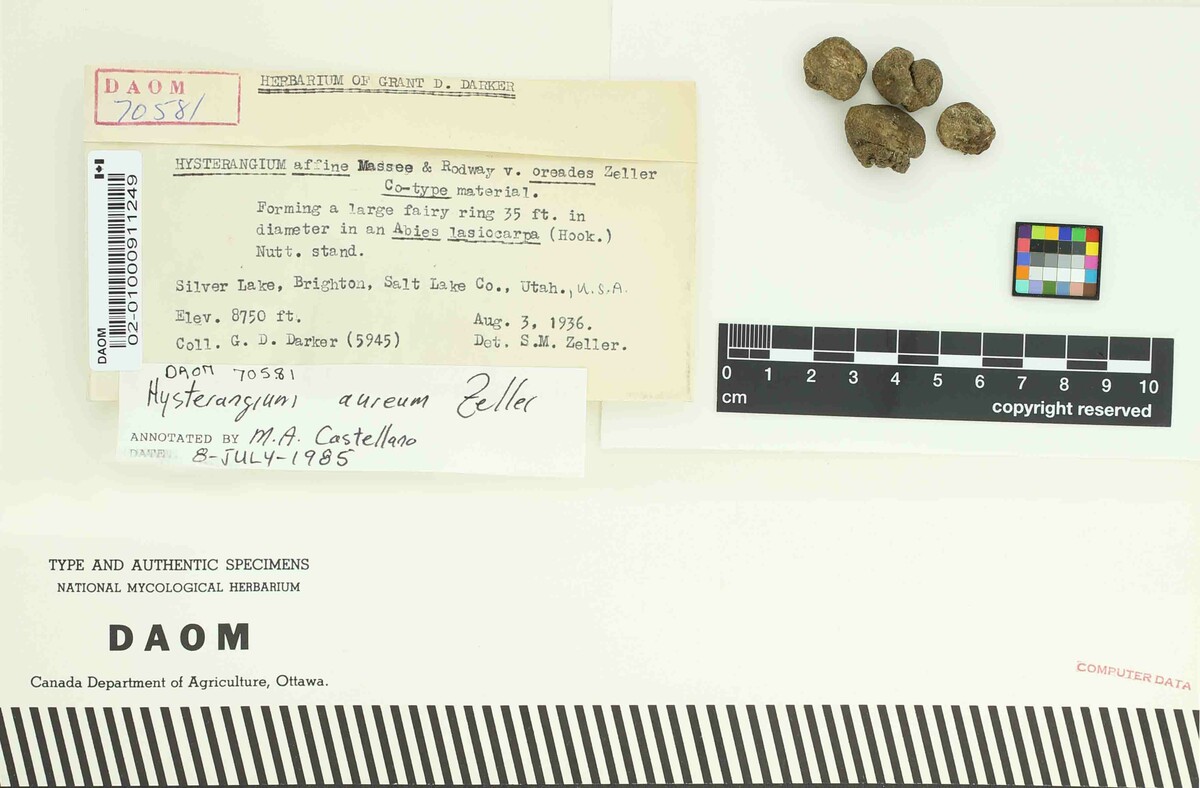 DAOM
70581
HERBARIUM OF GRANT D. DARKER
HYSTERANGIUM affine Massee & Rodway v. oreades Zeller
Co-type material.
Forming a large fairy ring 35 ft. in
diameter in an Abies lasiocarpa (Hook.)
Nutt. stand.
Silver Lake, Brighton, Salt Lake Co., Utah., U.S.A.
Elev. 8750 ft.
Aug. 3, 1936.
Coll. G. D. Darker (5945)
Det. S.M. Zeller.
DAOM
02-01000911249
DAOM 70581
Hysterangium aureum Zeller
ANNOTATED BY M.A. Castellano
DATE: 8-JULY-1985
0 1 2 3 4 5 6 7 8 9 10
cm
copyright reserved
TYPE AND AUTHENTIC SPECIMENS
NATIONAL MYCOLOGICAL HERBARIUM
DAOM
Canada Department of Agriculture, Ottawa.
COMPUTER DATA